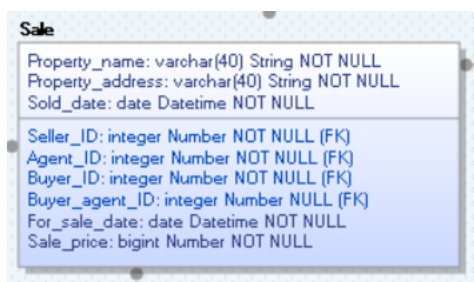 Sale
Property_name: varchar(40) String NOT NULL
Property_address: varchar(40) String NOT NULL
Sold_date: date Datetime NOT NULL
Seller_ID: integer Number NOT NULL (FK)
Agent_ID: integer Number NOT NULL (FK)
Buyer_ID: integer Number NOT NULL (FK)
Buyer_agent_ID: integer Number NOT NULL (FK)
For_sale_date: date Datetime NOT NULL
Sale_price: bigint Number NOT NULL